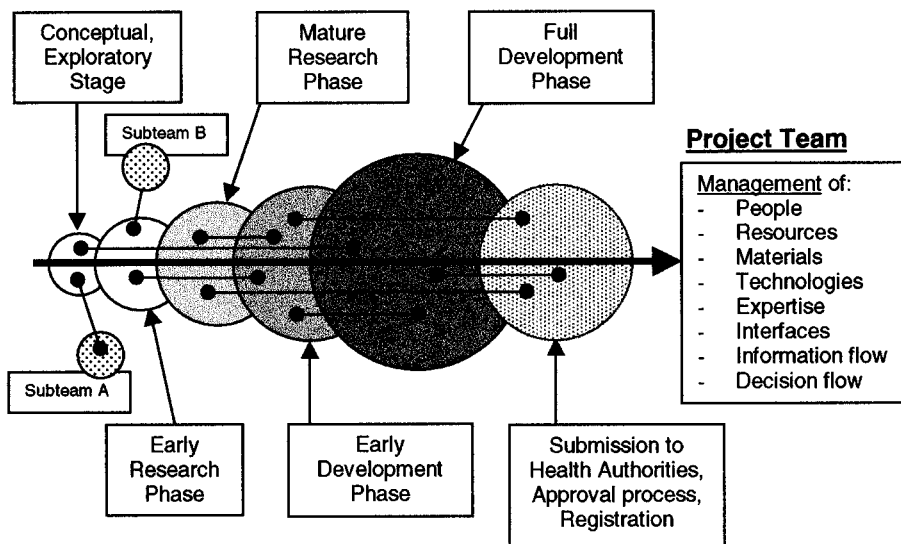 Conceptual,
Exploratory
Stage
Mature
Research
Phase
Full
Development
Phase
Subteam B
Project Team
Management of:
- People
- Resources
- Materials
- Technologies
- Expertise
- Interfaces
- Information flow
- Decision flow
Subteam A
Early
Research
Phase
Early
Development
Phase
Submission to
Health Authorities,
Approval process,
Registration